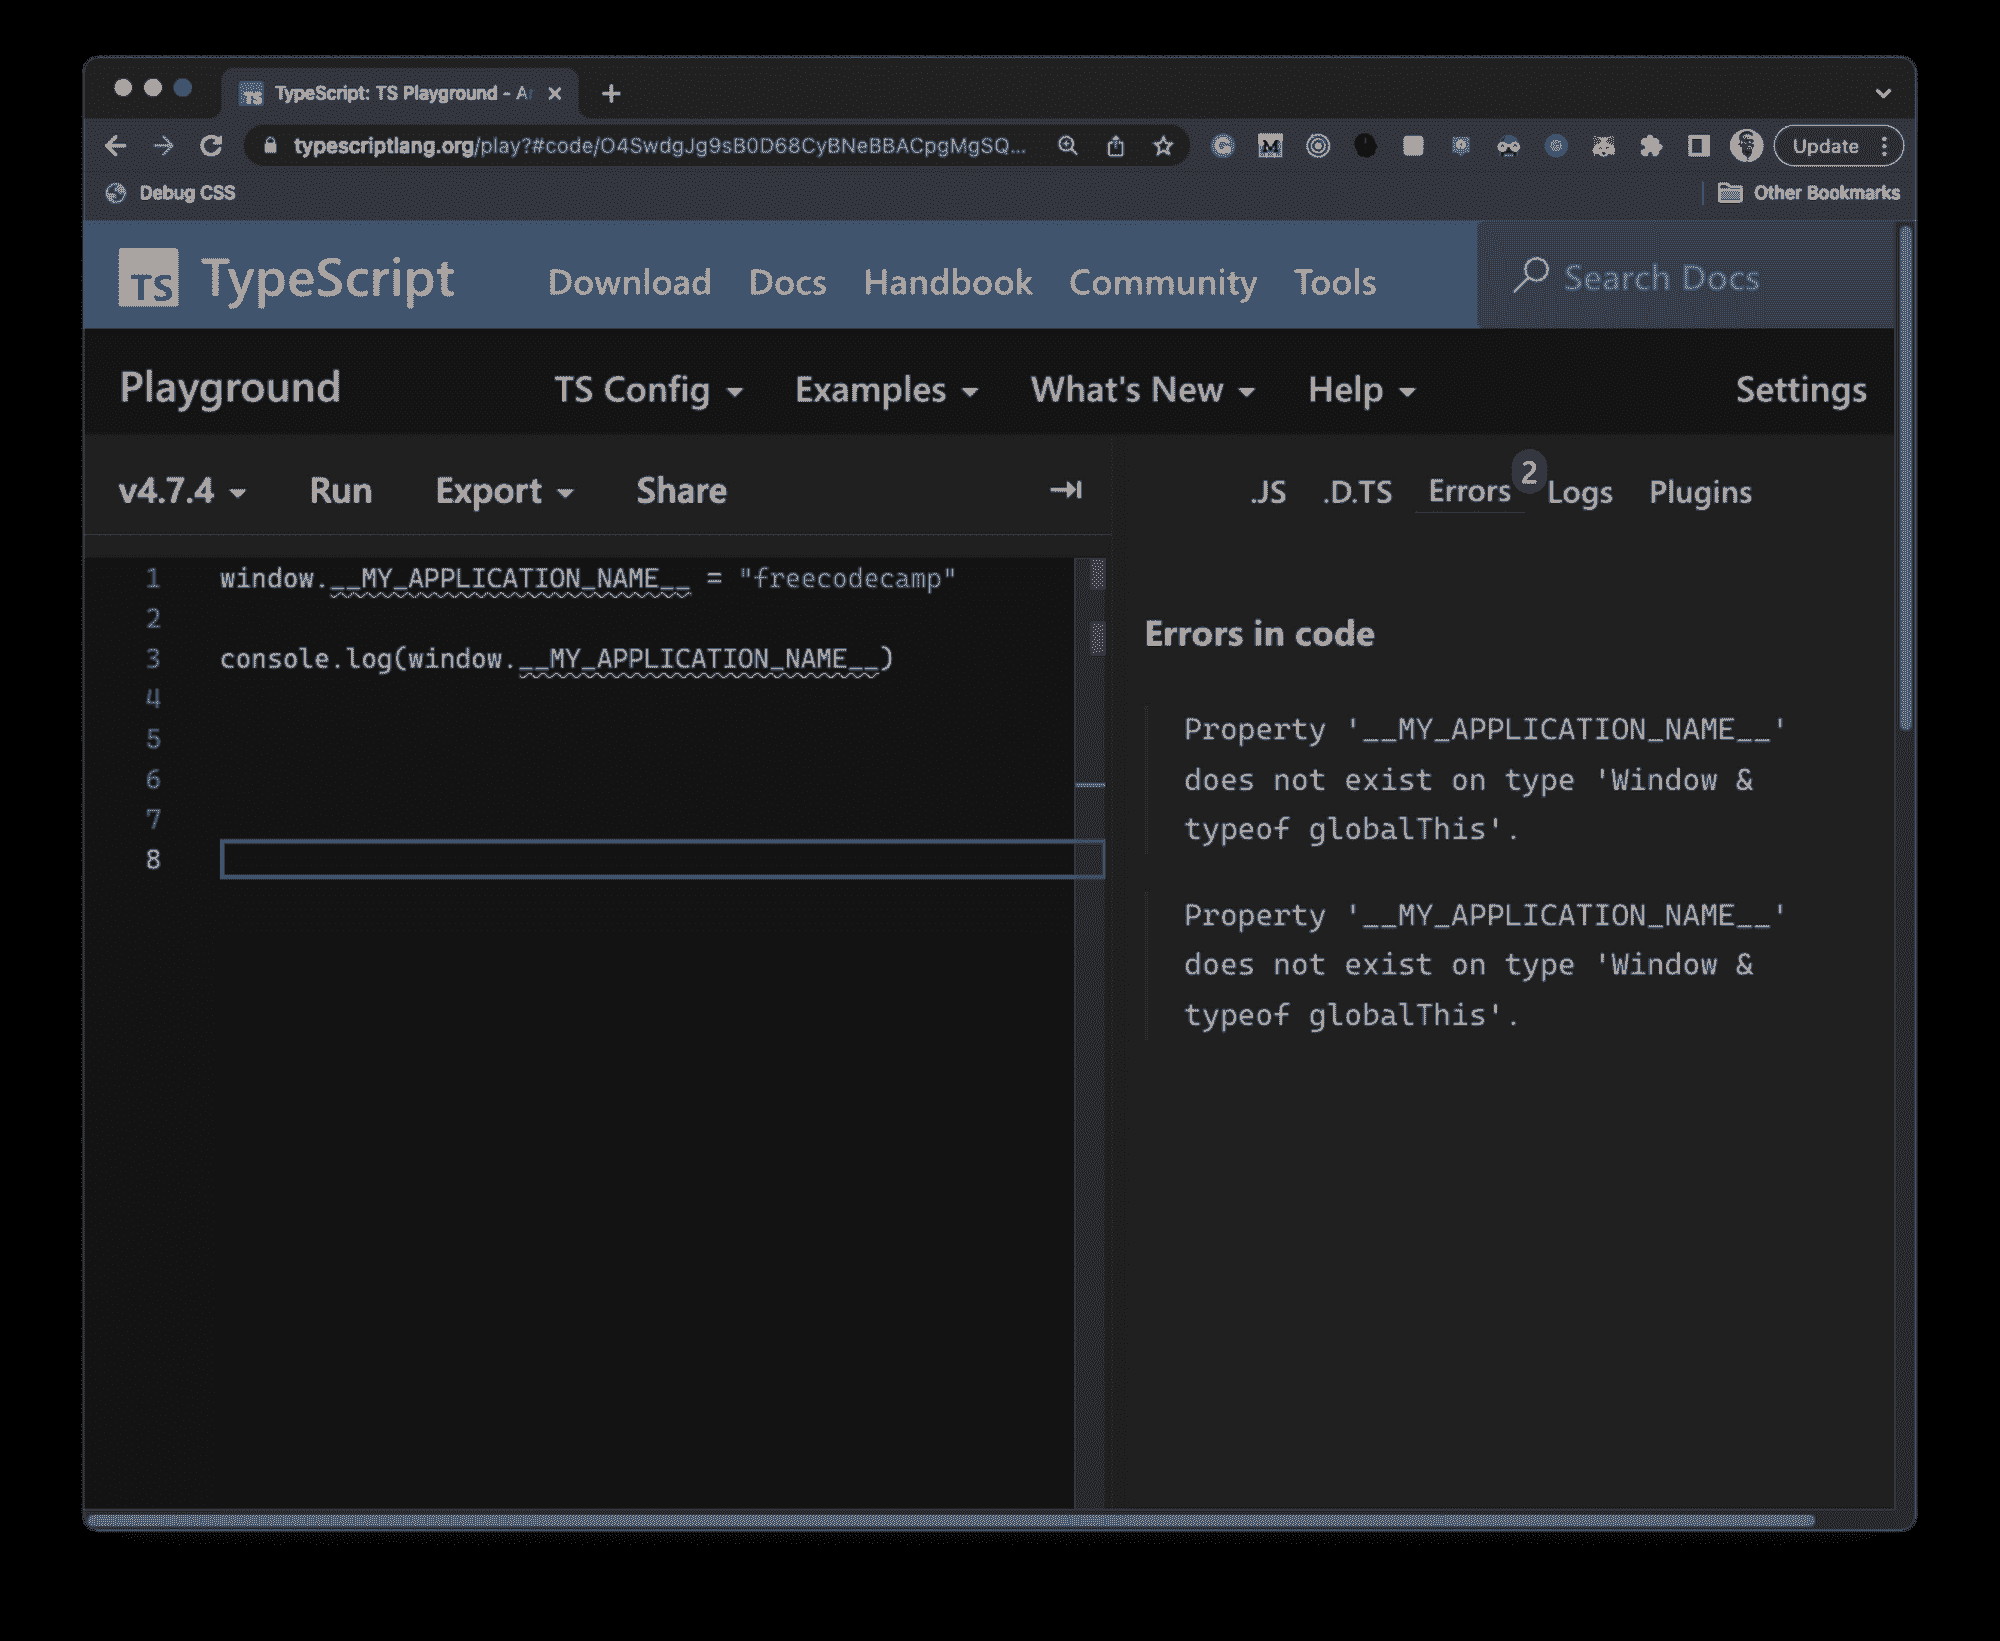 TypeScript: TS Playground - A
typescriptlang.org/play?#code/O4SwdgJg9sB0D68CyBNeBBACpgMgSQ...
Update
Debug CSS
Other Bookmarks
TS TypeScript
Download Docs Handbook Community Tools
Search Docs
Playground
TS Config Examples What's New Help
Settings
v4.7.4 Run Export Share
.JS .D.TS Errors 2 Logs Plugins
1 window.__MY_APPLICATION_NAME__ = "freecodecamp"
2
3 console.log(window.__MY_APPLICATION_NAME__)
4
5
6
7
8
Errors in code
Property '__MY_APPLICATION_NAME__'
does not exist on type 'Window &
typeof globalThis'.
Property '__MY_APPLICATION_NAME__'
does not exist on type 'Window &
typeof globalThis'.